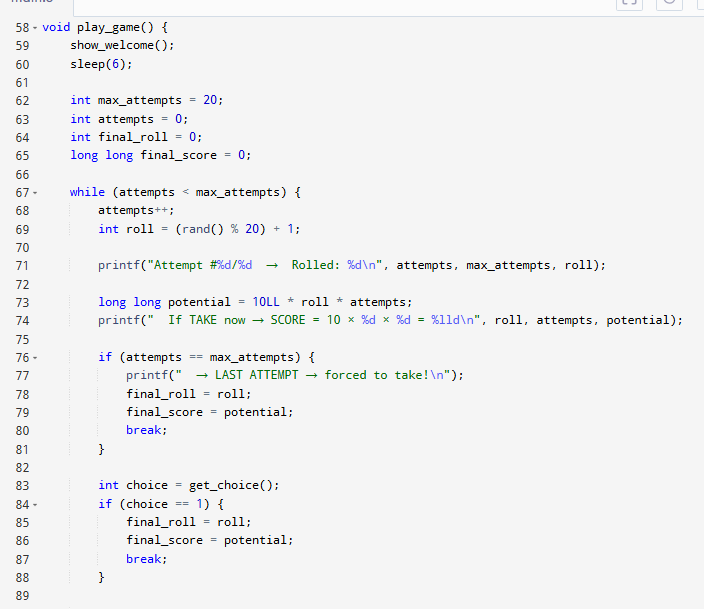 58 void play_game() {
59     show_welcome();
60     sleep(6);
61
62     int max_attempts = 20;
63     int attempts = 0;
64     int final_roll = 0;
65     long long final_score = 0;
66
67     while (attempts < max_attempts) {
68         attempts++;
69         int roll = (rand() % 20) + 1;
70
71         printf("Attempt #%d/%d  →  Rolled: %d\n", attempts, max_attempts, roll);
72
73         long long potential = 10LL * roll * attempts;
74         printf("  If TAKE now → SCORE = 10 × %d × %d = %lld\n", roll, attempts, potential);
75
76         if (attempts == max_attempts) {
77             printf("  → LAST ATTEMPT → forced to take!\n");
78             final_roll = roll;
79             final_score = potential;
80             break;
81         }
82
83         int choice = get_choice();
84         if (choice == 1) {
85             final_roll = roll;
86             final_score = potential;
87             break;
88         }
89